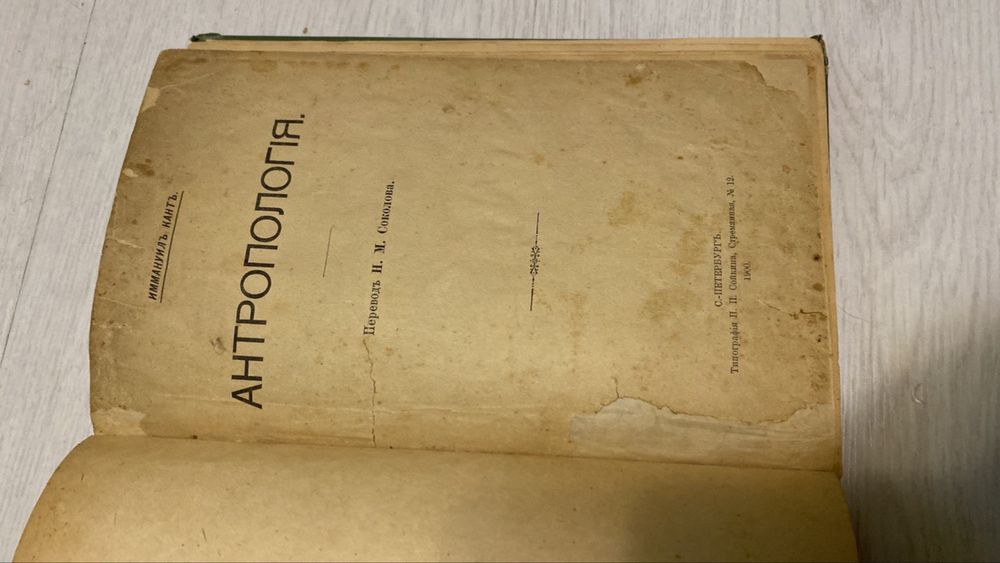 ИММАНУИЛЪ КАНТЪ.
АНТРОПОЛОГІЯ.
Переводъ Н. М. Соколова.
С.-ПЕТЕРБУРГЪ.
Типографія П. П. Сойкина, Стремянная, № 12.
1900.